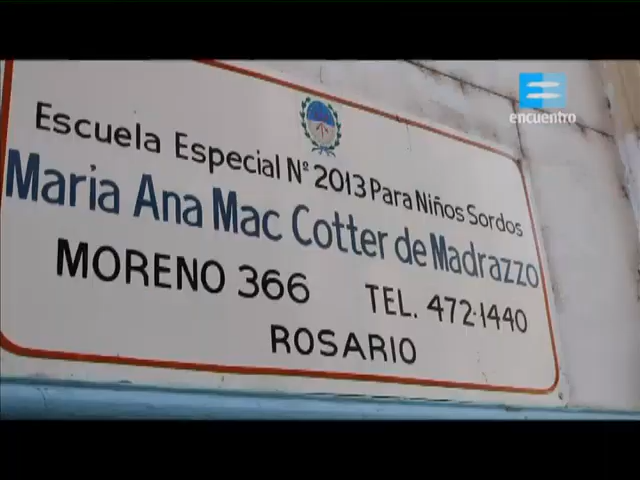 encuentro
Escuela Especial Nº 2013 Para Niños Sordos
Maria Ana Mac Cotter de Madrazzo
MORENO 366 TEL. 472-1440
ROSARIO